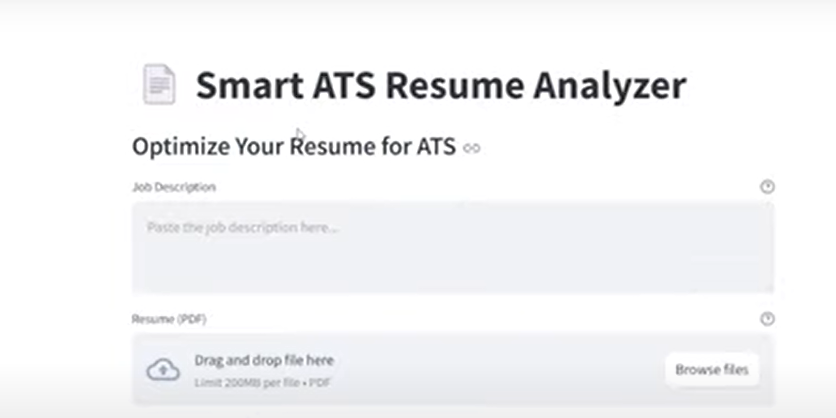 Smart ATS Resume Analyzer
Optimize Your Resume for ATS
Job Description
Paste the job description here...
Resume (PDF)
Drag and drop file here
Limit 200MB per file • PDF
Browse files